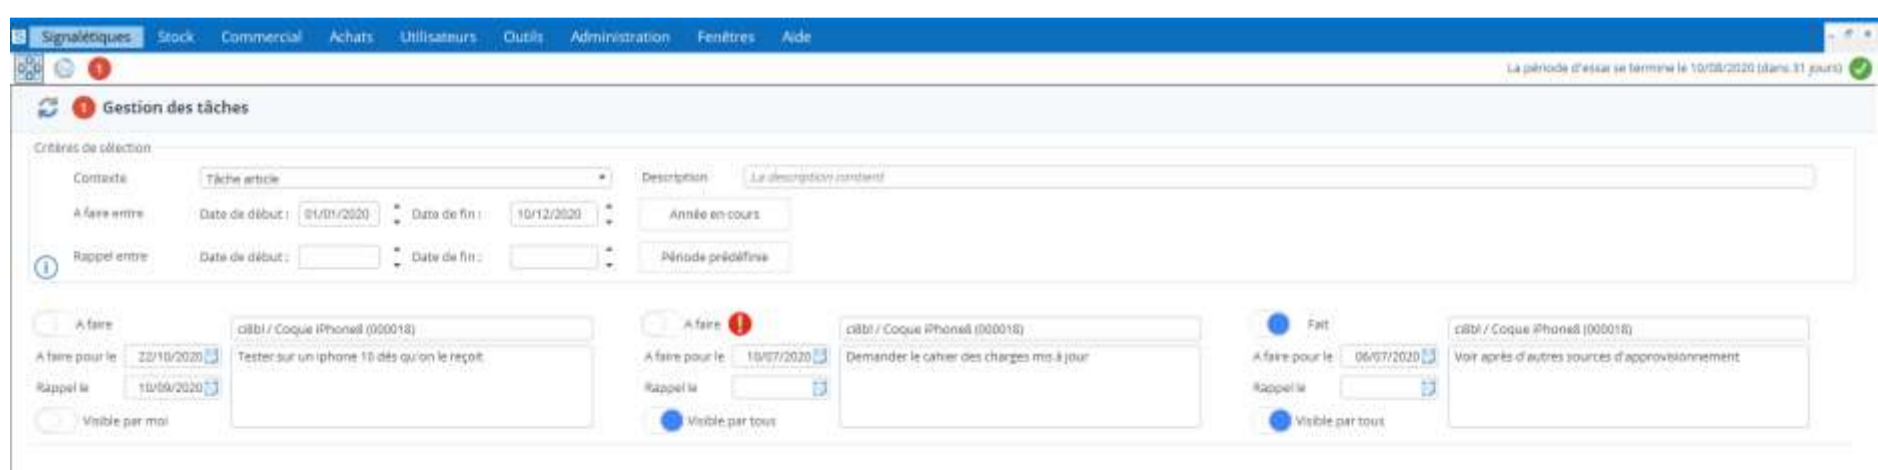 Signalétiques Stock Commercial Achats Utilisateurs Outils Administration Fenêtres Aide
1 La période d'essai se termine le 10/08/2020 (dans 31 jours)
1 Gestion des tâches
Critères de sélection
Contexte Tâche article Description La description contient
A faire entre Date de début : 01/01/2020 Date de fin : 10/12/2020 Année en cours
Rappel entre Date de début : Date de fin : Période prédéfinie
A faire ci8bl / Coque iPhone8 (000018)
A faire pour le 22/10/2020 Tester sur un iphone 10 dès qu'on le reçoit
Rappel le 10/09/2020
Visible par moi
A faire ! ci8bl / Coque iPhone8 (000018)
A faire pour le 10/07/2020 Demander le cahier des charges mis à jour
Rappel le
Visible par tous
Fait ci8bl / Coque iPhone8 (000018)
A faire pour le 06/07/2020 Voir après d'autres sources d'approvisionnement
Rappel le
Visible par tous